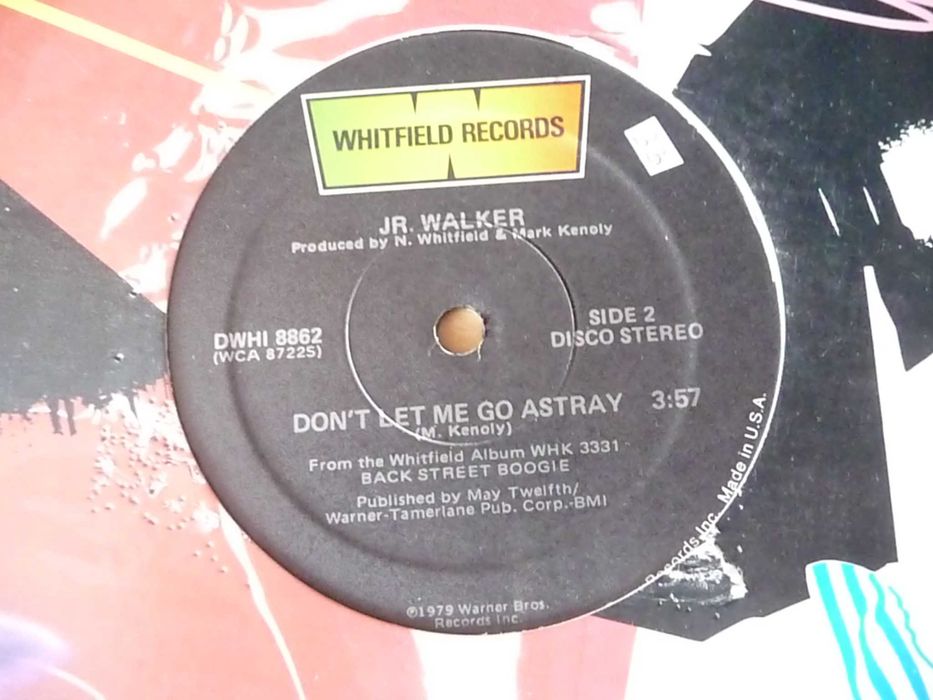 WHITFIELD RECORDS
JR. WALKER
Produced by N. Whitfield & Mark Kenoly
DWHI 8862
(WCA 8722S)
SIDE 2
DISCO STEREO
DON'T LET ME GO ASTRAY 3:57
(M. Kenoly)
From the Whitfield Album WHK 3331
BACK STREET BOOGIE
Published by May Twelfth/
Warner-Tamerlane Pub. Corp.-BMI
℗1979 Warner Bros.
Records Inc.
Records Inc. Made in U.S.A.